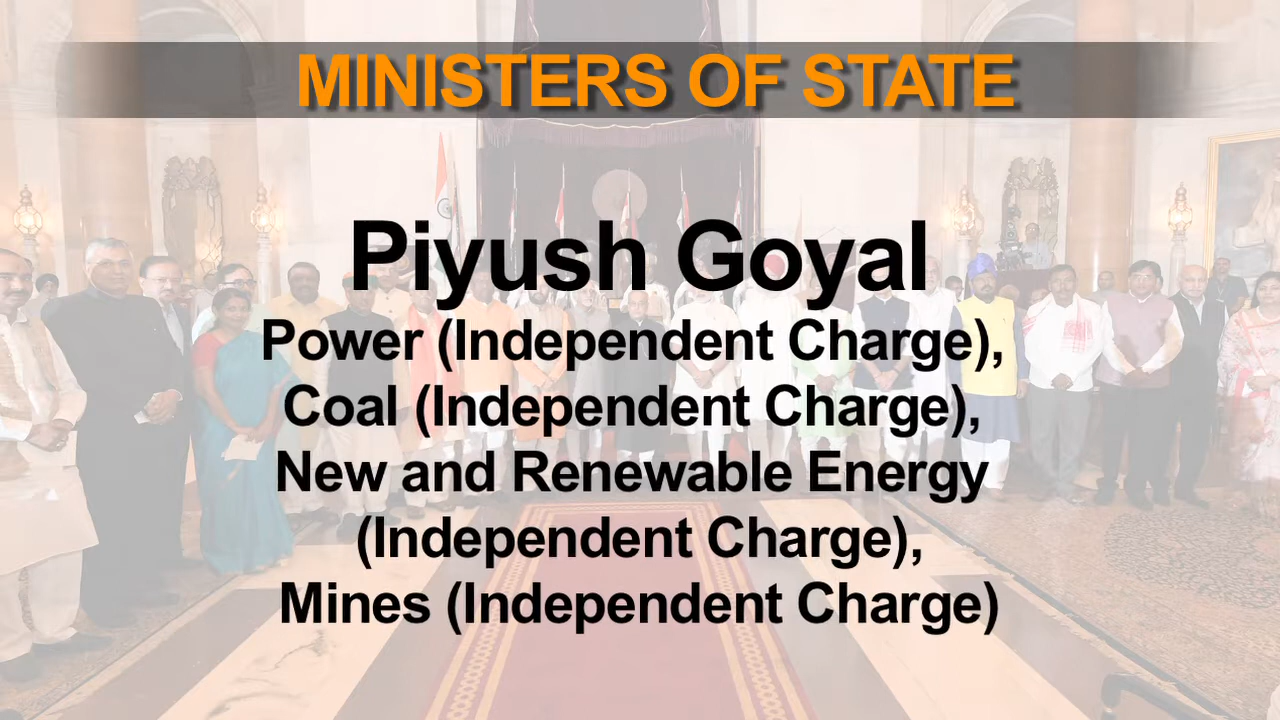 MINISTERS OF STATE
Piyush Goyal
Power (Independent Charge),
Coal (Independent Charge),
New and Renewable Energy
(Independent Charge),
Mines (Independent Charge)